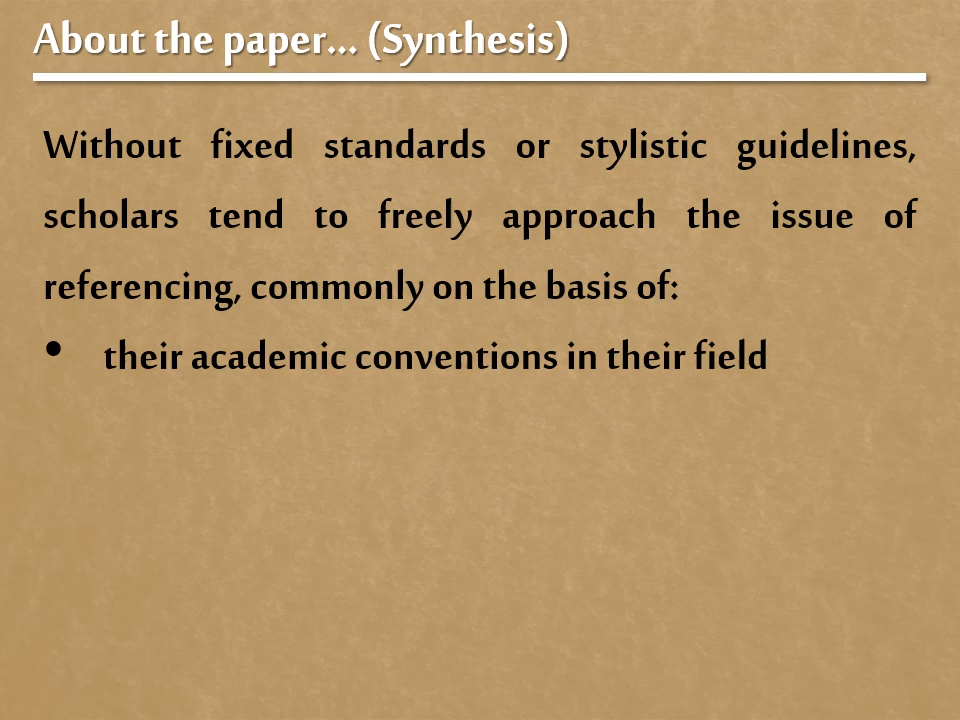 About the paper... (Synthesis)
Without fixed standards or stylistic guidelines,
scholars tend to freely approach the issue of
referencing, commonly on the basis of:
• their academic conventions in their field